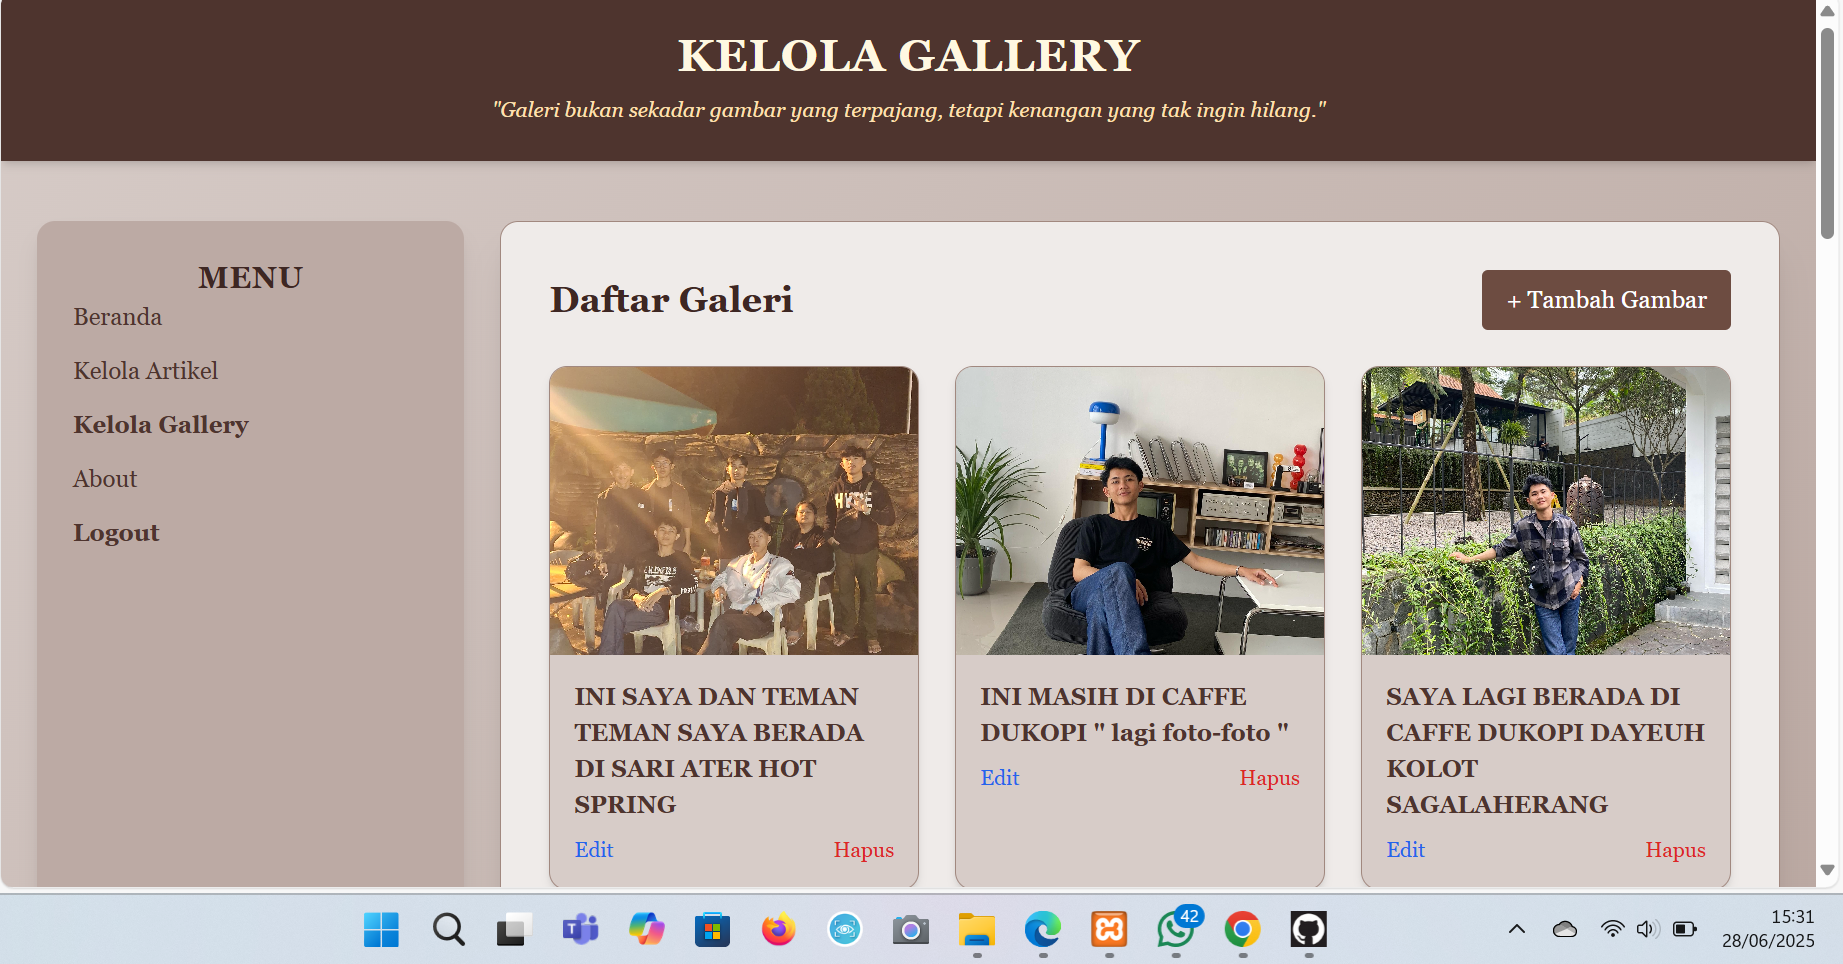 KELOLA GALLERY
"Galeri bukan sekadar gambar yang terpajang, tetapi kenangan yang tak ingin hilang."
MENU
Beranda
Kelola Artikel
Kelola Gallery
About
Logout
Daftar Galeri
+ Tambah Gambar
HYPE
INI SAYA DAN TEMAN
TEMAN SAYA BERADA
DI SARI ATER HOT
SPRING
Edit
Hapus
INI MASIH DI CAFFE
DUKOPI " lagi foto-foto "
Edit
Hapus
SAYA LAGI BERADA DI
CAFFE DUKOPI DAYEUH
KOLOT
SAGALAHERANG
Edit
Hapus
42
15:31
28/06/2025